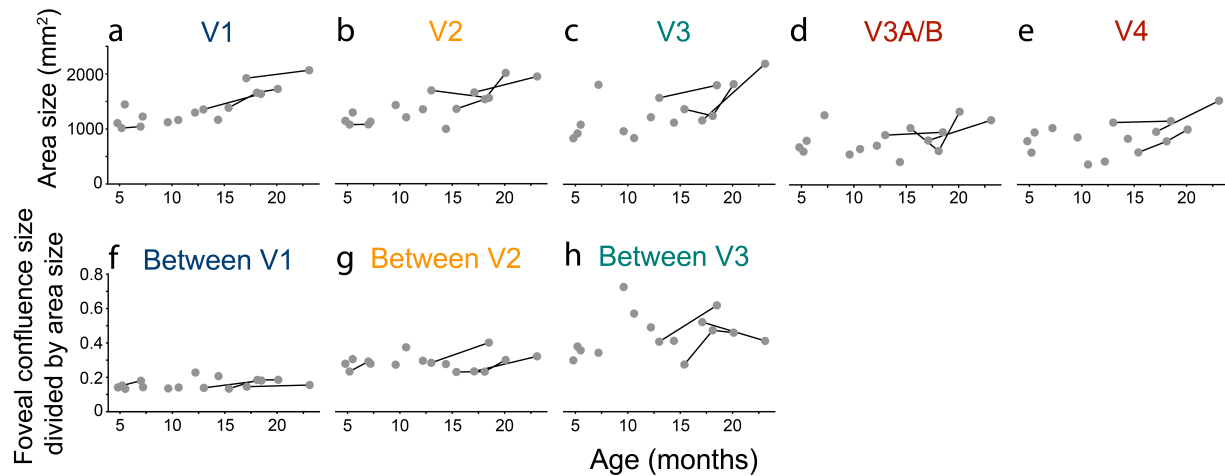 a V1
b V2
c V3
d V3A/B
e V4
Area size (mm²)
2000
1000
0
5 10 15 20
5 10 15 20
5 10 15 20
5 10 15 20
5 10 15 20
f Between V1
g Between V2
h Between V3
Foveal confluence size
divided by area size
0.8
0.6
0.4
0.2
0
5 10 15 20
5 10 15 20
5 10 15 20
Age (months)